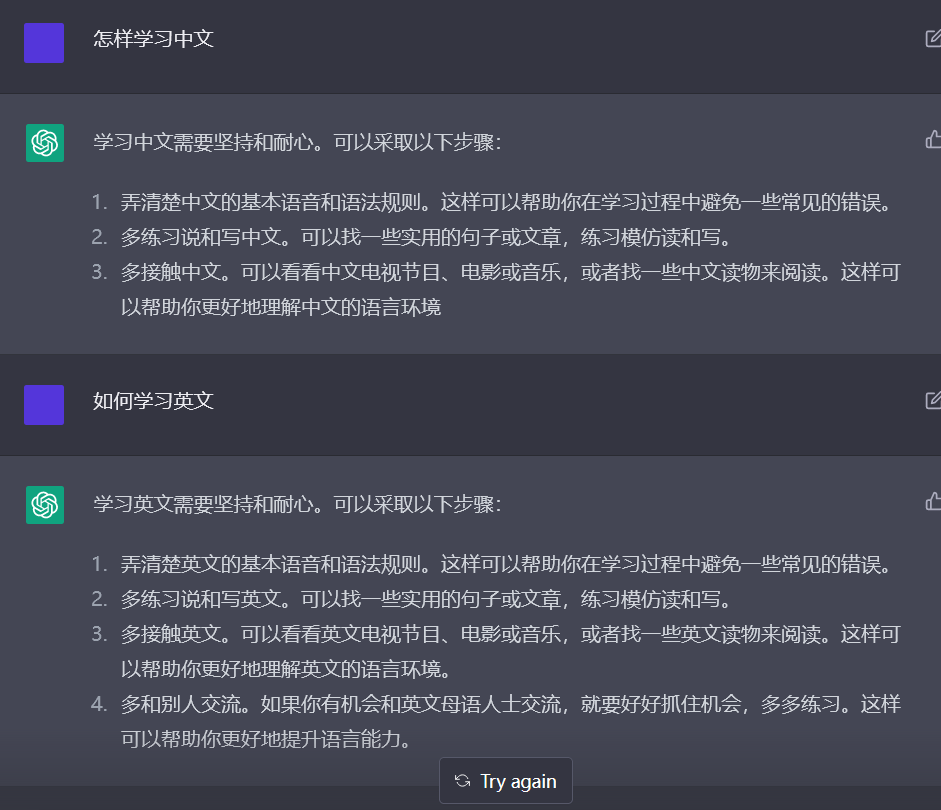 怎样学习中文
学习中文需要坚持和耐心。可以采取以下步骤：
1. 弄清楚中文的基本语音和语法规则。这样可以帮助你在学习过程中避免一些常见的错误。
2. 多练习说和写中文。可以找一些实用的句子或文章，练习模仿读和写。
3. 多接触中文。可以看看中文电视节目、电影或音乐，或者找一些中文读物来阅读。这样可
以帮助你更好地理解中文的语言环境
如何学习英文
学习英文需要坚持和耐心。可以采取以下步骤：
1. 弄清楚英文的基本语音和语法规则。这样可以帮助你在学习过程中避免一些常见的错误。
2. 多练习说和写英文。可以找一些实用的句子或文章，练习模仿读和写。
3. 多接触英文。可以看看英文电视节目、电影或音乐，或者找一些英文读物来阅读。这样可
以帮助你更好地理解英文的语言环境。
4. 多和别人交流。如果你有机会和英文母语人士交流，就要好好抓住机会，多多练习。这样
可以帮助你更好地提升语言能力。
Try again